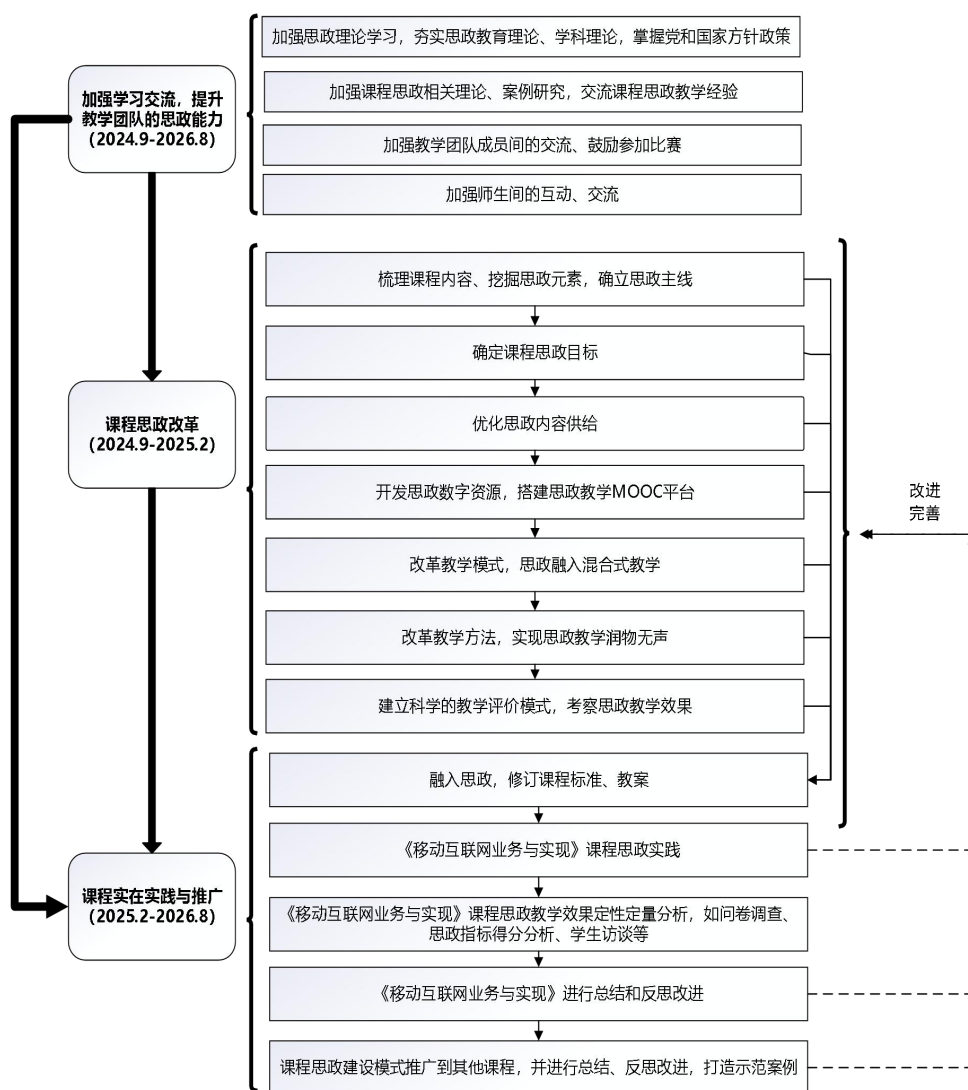 加强思政理论学习，夯实思政教育理论、学科理论，掌握党和国家方针政策
加强学习交流，提升
教学团队的思政能力
（2024.9-2026.8）
加强课程思政相关理论、案例研究，交流课程思政教学经验
加强教学团队成员间的交流、鼓励参加比赛
加强师生间的互动、交流
梳理课程内容、挖掘思政元素，确立思政主线
确定课程思政目标
课程思政改革
（2024.9-2025.2）
优化思政内容供给
开发思政数字资源，搭建思政教学MOOC平台
改革教学模式，思政融入混合式教学
改革教学方法，实现思政教学润物无声
建立科学的教学评价模式，考察思政教学效果
改进
完善
融入思政，修订课程标准、教案
《移动互联网业务与实现》课程思政实践
课程实在实践与推广
（2025.2-2026.8）
《移动互联网业务与实现》课程思政教学效果定性定量分析，如问卷调查、
思政指标得分分析、学生访谈等
《移动互联网业务与实现》进行总结和反思改进
课程思政建设模式推广到其他课程，并进行总结、反思改进，打造示范案例